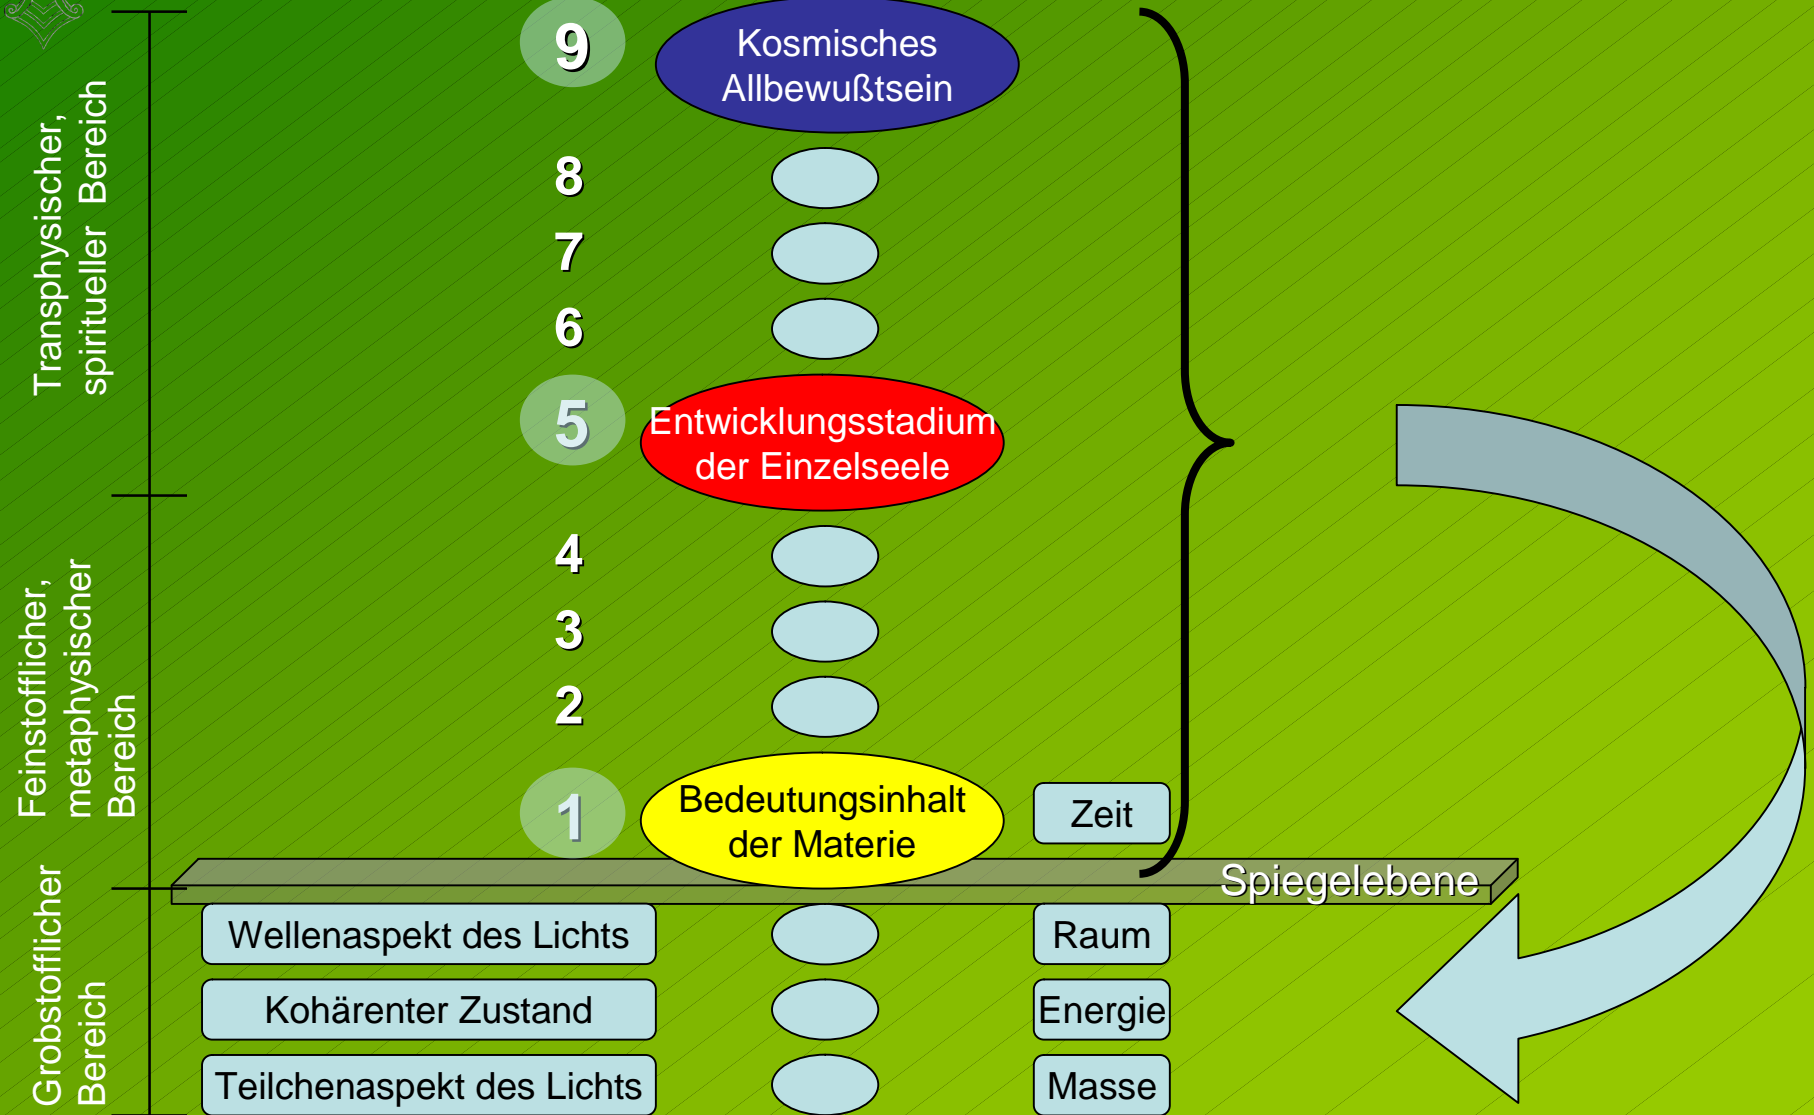 Transphysischer,
spiritueller Bereich
9
Kosmisches
Allbewußtsein
8
7
6
5
Entwicklungsstadium
der Einzelseele
Feinstofflicher,
metaphysischer
Bereich
4
3
2
1
Bedeutungsinhalt
der Materie
Zeit
Spiegelebene
Grobstofflicher
Bereich
Wellenaspekt des Lichts
Raum
Kohärenter Zustand
Energie
Teilchenaspekt des Lichts
Masse